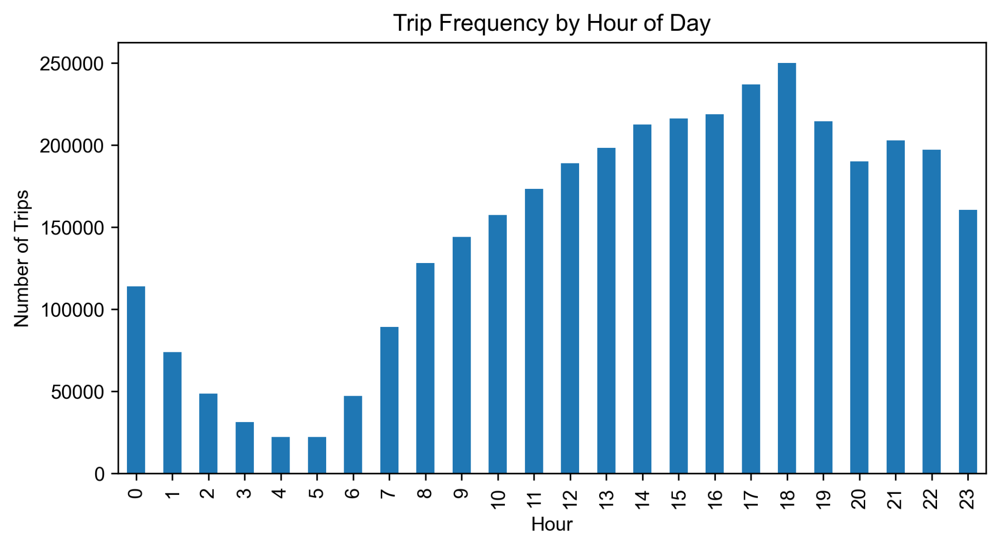 Trip Frequency by Hour of Day
Number of Trips
250000
200000
150000
100000
50000
0
0 1 2 3 4 5 6 7 8 9 10 11 12 13 14 15 16 17 18 19 20 21 22 23
Hour